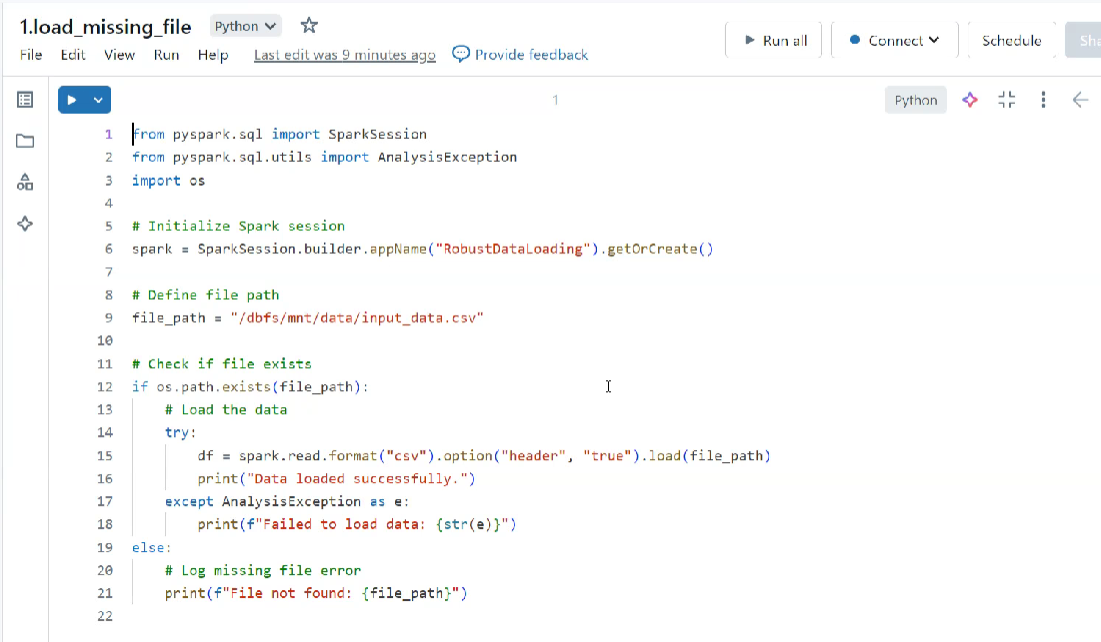 1.load_missing_file Python
Run all Connect Schedule Sha
File Edit View Run Help Last edit was 9 minutes ago Provide feedback
1 Python
1 from pyspark.sql import SparkSession
2 from pyspark.sql.utils import AnalysisException
3 import os
4
5 # Initialize Spark session
6 spark = SparkSession.builder.appName("RobustDataLoading").getOrCreate()
7
8 # Define file path
9 file_path = "/dbfs/mnt/data/input_data.csv"
10
11 # Check if file exists
12 if os.path.exists(file_path):
13     # Load the data
14     try:
15         df = spark.read.format("csv").option("header", "true").load(file_path)
16         print("Data loaded successfully.")
17     except AnalysisException as e:
18         print(f"Failed to load data: {str(e)}")
19 else:
20     # Log missing file error
21     print(f"File not found: {file_path}")
22